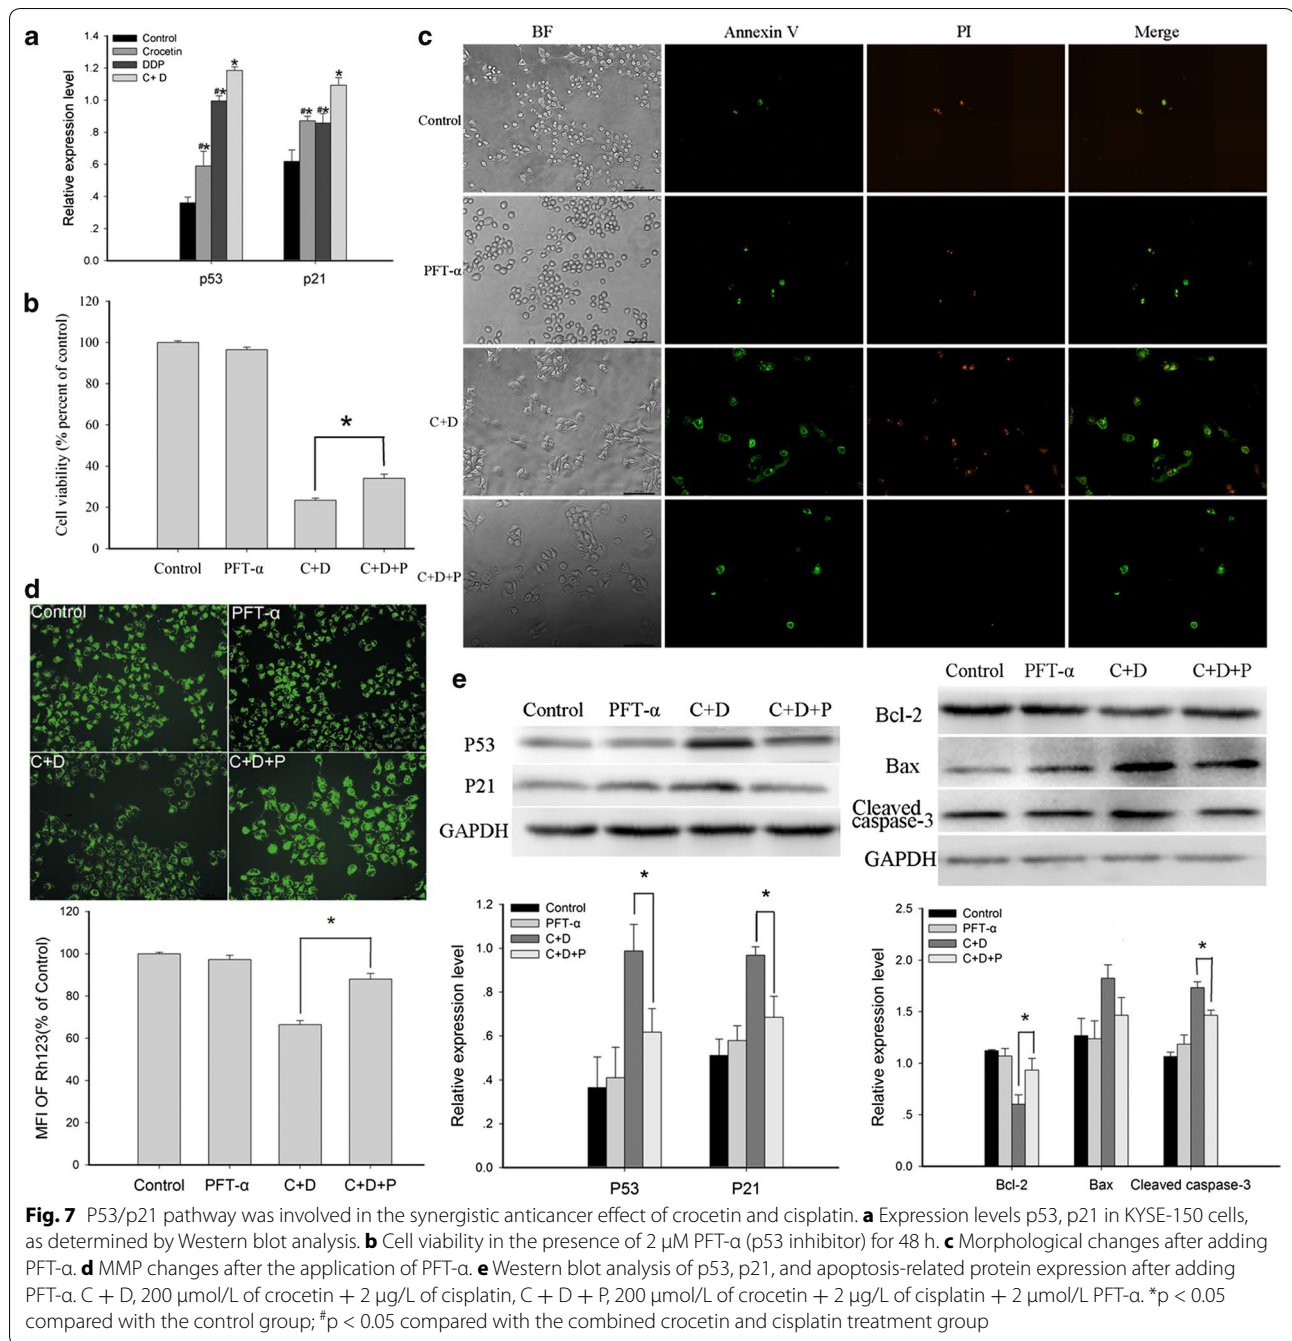 a
1.4
1.2
1.0
.8
.6
.4
.2
0.0
Relative expression level
Control
Crocetin
DDP
C+ D
#* #* *
#* #* *
p53 p21
b
120
100
80
60
40
20
0
Cell viability (% percent of control)
*
Control PFT-α C+D C+D+P
c
BF Annexin V PI Merge
Control
PFT-α
C+D
C+D+P
d
Control PFT-α
C+D C+D+P
120
100
80
60
40
20
0
MFI OF Rh123(% of Control)
*
Control PFT-α C+D C+D+P
e
Control PFT-α C+D C+D+P
P53
P21
GAPDH
Control PFT-α C+D C+D+P
Bcl-2
Bax
Cleaved
caspase-3
GAPDH
1.2
1.0
.8
.6
.4
.2
0.0
Relative expression level
Control
PFT-α
C+D
C+D+P
* *
P53 P21
2.5
2.0
1.5
1.0
.5
0.0
Relative expression level
Control
PFT-α
C+D
C+D+P
* *
Bcl-2 Bax Cleaved caspase-3
Fig. 7 P53/p21 pathway was involved in the synergistic anticancer effect of crocetin and cisplatin. a Expression levels p53, p21 in KYSE-150 cells,
as determined by Western blot analysis. b Cell viability in the presence of 2 μM PFT-α (p53 inhibitor) for 48 h. c Morphological changes after adding
PFT-α. d MMP changes after the application of PFT-α. e Western blot analysis of p53, p21, and apoptosis-related protein expression after adding
PFT-α. C + D, 200 μmol/L of crocetin + 2 μg/L of cisplatin, C + D + P, 200 μmol/L of crocetin + 2 μg/L of cisplatin + 2 μmol/L PFT-α. *p < 0.05
compared with the control group; #p < 0.05 compared with the combined crocetin and cisplatin treatment group